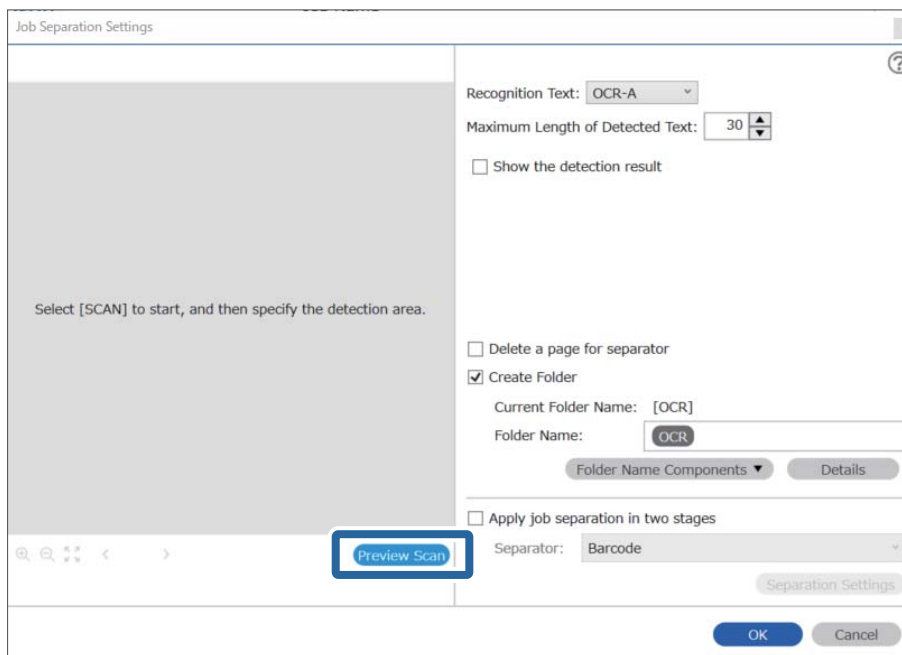 Job Separation Settings
?
Recognition Text: OCR-A
Maximum Length of Detected Text: 30
Show the detection result
Select [SCAN] to start, and then specify the detection area.
Delete a page for separator
Create Folder
Current Folder Name: [OCR]
Folder Name: OCR
Folder Name Components ▼ Details
Apply job separation in two stages
Preview Scan
Separator: Barcode
Separation Settings
OK Cancel